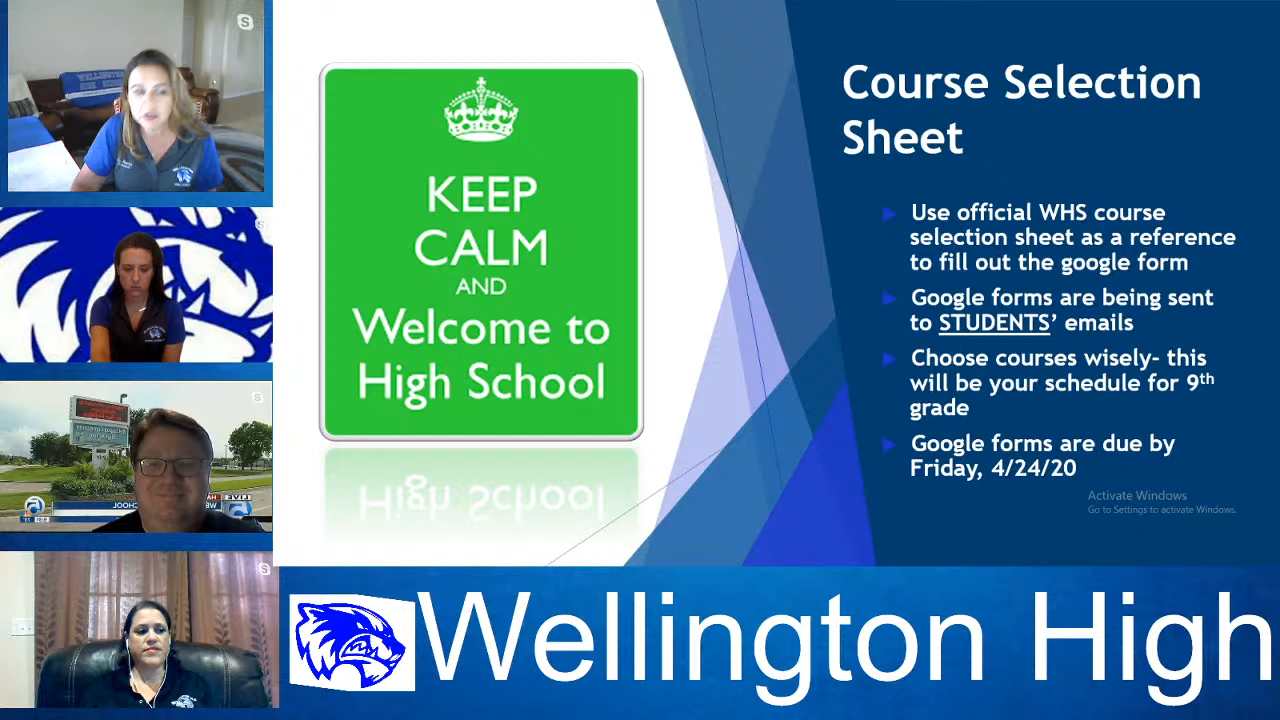 KEEP
CALM
AND
Welcome to
High School
Course Selection
Sheet
Use official WHS course
selection sheet as a reference
to fill out the google form
Google forms are being sent
to STUDENTS' emails
Choose courses wisely- this
will be your schedule for 9th
grade
Google forms are due by
Friday, 4/24/20
Activate Windows
Go to Settings to activate Windows.
LIVE
Wellington High